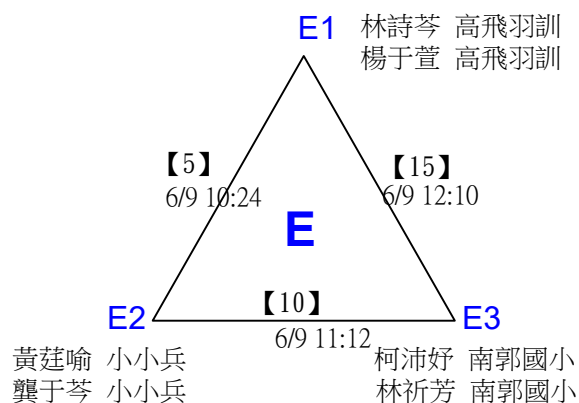 E1 林詩芩 高飛羽訓
楊于萱 高飛羽訓
【5】
6/9 10:24
【15】
6/9 12:10
E
【10】
6/9 11:12
E2
E3
黃莛喻 小小兵
龔于芩 小小兵
柯沛妤 南郭國小
林祈芳 南郭國小